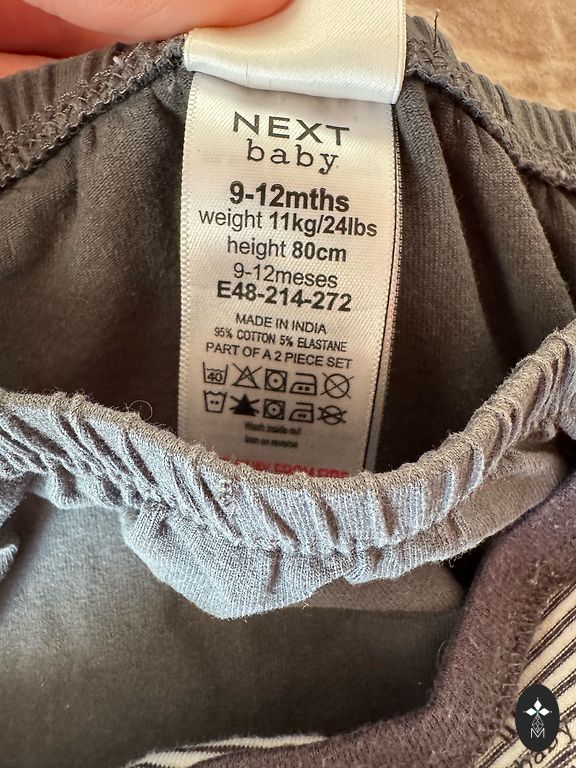 NEXT
baby
9-12mths
weight 11kg/24lbs
height 80cm
9-12meses
E48-214-272
MADE IN INDIA
95% COTTON 5% ELASTANE
PART OF A 2 PIECE SET
40
Wash inside out
Iron on reverse
baby
M